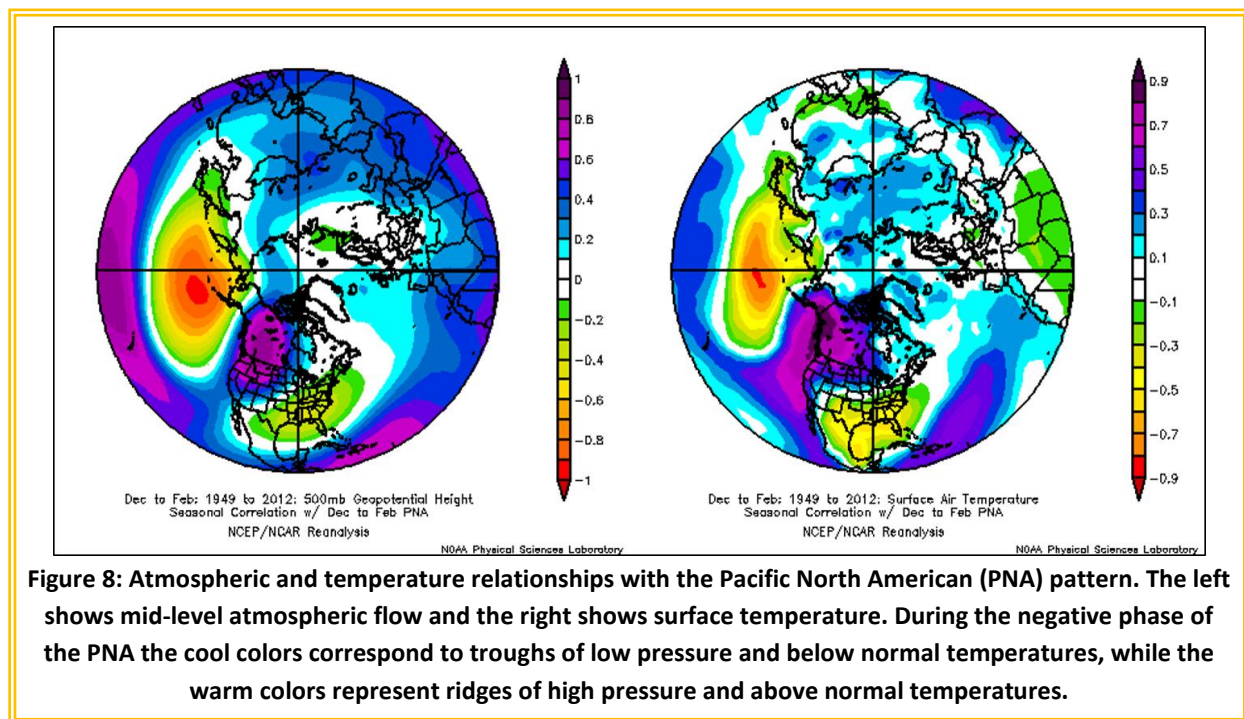 1
0.8
0.6
0.4
0.2
0
-0.2
-0.4
-0.6
-0.8
-1
0.9
0.7
0.5
0.3
0.1
-0.1
-0.3
-0.5
-0.7
-0.9
Dec to Feb: 1949 to 2012: 500mb Geopotential Height
Seasonal Correlation w/ Dec to Feb PNA
NCEP/NCAR Reanalysis
NOAA Physical Sciences Laboratory
Dec to Feb: 1949 to 2012: Surface Air Temperature
Seasonal Correlation w/ Dec to Feb PNA
NCEP/NCAR Reanalysis
NOAA Physical Sciences Laboratory
Figure 8: Atmospheric and temperature relationships with the Pacific North American (PNA) pattern. The left
shows mid-level atmospheric flow and the right shows surface temperature. During the negative phase of
the PNA the cool colors correspond to troughs of low pressure and below normal temperatures, while the
warm colors represent ridges of high pressure and above normal temperatures.